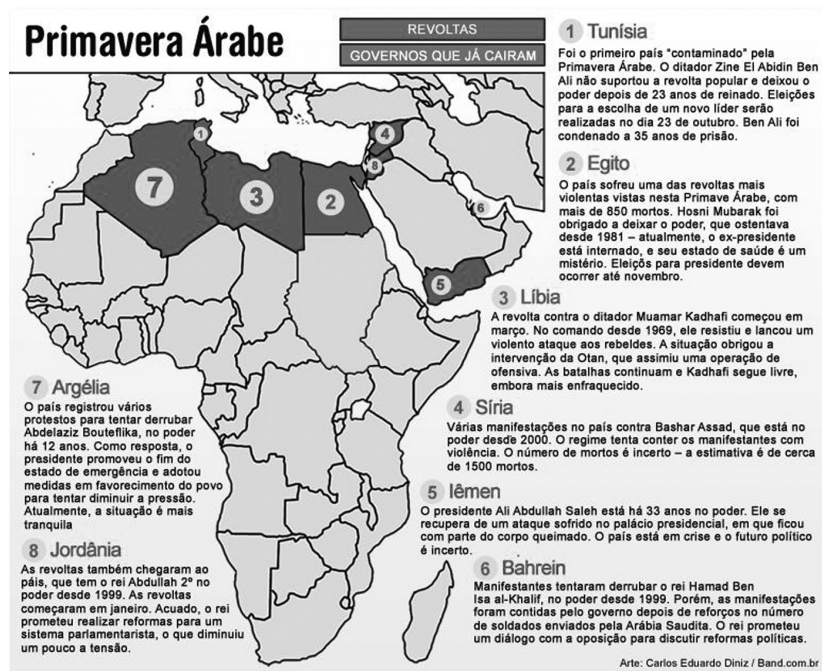 Primavera Árabe
REVOLTAS
GOVERNOS QUE JÁ CAIRAM
1 Tunísia
Foi o primeiro país “contaminado” pela
Primavera Árabe. O ditador Zine El Abidin Ben
Ali não suportou a revolta popular e deixou o
poder depois de 23 anos de reinado. Eleições
para a escolha de um novo líder serão
realizadas no dia 23 de outubro. Ben Ali foi
condenado a 35 anos de prisão.
2 Egito
O país sofreu uma das revoltas mais
violentas vistas nesta Primave Árabe, com
mais de 850 mortos. Hosni Mubarak foi
obrigado a deixar o poder, que ostentava
desde 1981 – atualmente, o ex-presidente
está internado, e seu estado de saúde é um
mistério. Eleiçõs para presidente devem
ocorrer até novembro.
3 Líbia
A revolta contra o ditador Muamar Kadhafi começou em
março. No comando desde 1969, ele resistiu e lancou um
violento ataque aos rebeldes. A situação obrigou a
intervenção da Otan, que assimiu uma operação de
ofensiva. As batalhas continuam e Kadhafi segue livre,
embora mais enfraquecido.
4 Síria
Várias manifestações no país contra Bashar Assad, que está no
poder desde 2000. O regime tenta conter os manifestantes com
violência. O número de mortos é incerto – a estimativa é de cerca
de 1500 mortos.
5 Iêmen
O presidente Ali Abdullah Saleh está há 33 anos no poder. Ele se
recupera de um ataque sofrido no palácio presidencial, em que ficou
com parte do corpo queimado. O país está em crise e o futuro político
é incerto.
6 Bahrein
Manifestantes tentaram derrubar o rei Hamad Ben
Isa al-Khalif, no poder desde 1999. Porém, as manifestações
foram contidas pelo governo depois de reforços no número
de soldados enviados pela Arábia Saudita. O rei prometeu
um diálogo com a oposição para discutir reformas políticas.
7 Argélia
O país registrou vários
protestos para tentar derrubar
Abdelaziz Bouteflika, no poder
há 12 anos. Como resposta, o
presidente promoveu o fim do
estado de emergência e adotou
medidas em favorecimento do povo
para tentar diminuir a pressão.
Atualmente, a situação é mais
tranquila
8 Jordânia
As revoltas também chegaram ao
páis, que tem o rei Abdullah 2º no
poder desde 1999. As revoltas
começaram em janeiro. Acuado, o rei
prometeu realizar reformas para um
sistema parlamentarista, o que diminuiu
um pouco a tensão.
1
4
8
7
3
2
6
5
Arte: Carlos Eduardo Diniz / Band.com.br